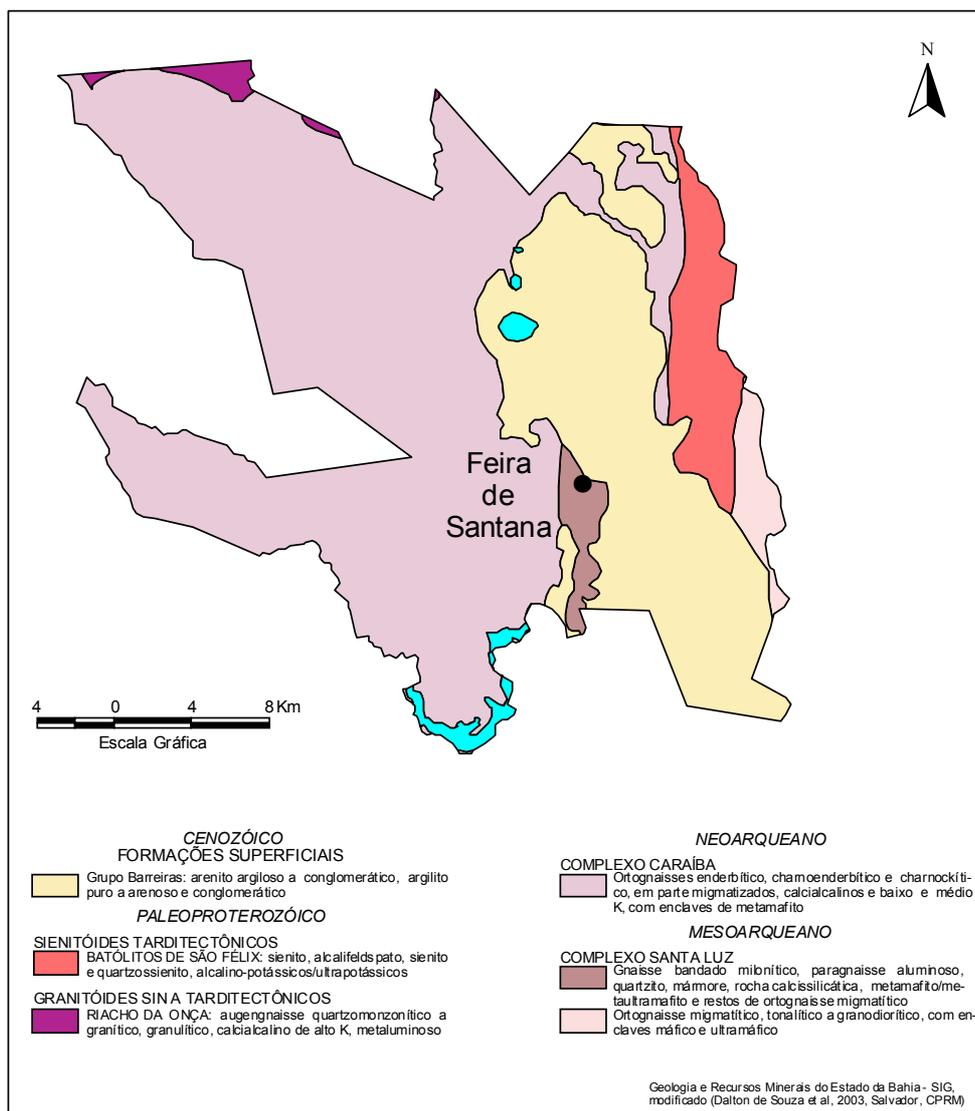 N
Feira
de
Santana
4 0 4 8 Km
Escala Gráfica
CENOZÓICO
FORMAÇÕES SUPERFICIAIS
Grupo Barreiras: arenito argiloso a conglomerático, argilito
puro a arenoso e conglomerático
PALEOPROTEROZÓICO
SIENITÓIDES TARDITECTÔNICOS
BATÓLITOS DE SÃO FÉLIX: sienito, alcalifeldspato, sienito
e quartzossienito, alcalino-potássicos/ultrapotássicos
GRANITÓIDES SIN A TARDITECTÔNICOS
RIACHO DA ONÇA: augengnaisse quartzomonzonítico a
granítico, granulítico, calcialcalino de alto K, metaluminoso
NEOARQUEANO
COMPLEXO CARAÍBA
Ortognaisses enderbítico, charnoenderbítico e charnockíti-
co, em parte migmatizados, calcialcalinos e baixo e médio
K, com enclaves de metamafito
MESOARQUEANO
COMPLEXO SANTA LUZ
Gnaisse bandado milonítico, paragnaisse aluminoso,
quartzito, mármore, rocha calcissilicática, metamafito/me-
taultramafito e restos de ortognaisse migmatítico
Ortognaisse migmatítico, tonalítico a granodiorítico, com en-
claves máfico e ultramáfico
Geologia e Recursos Minerais do Estado da Bahia - SIG,
modificado (Dalton de Souza et al, 2003, Salvador, CPRM)